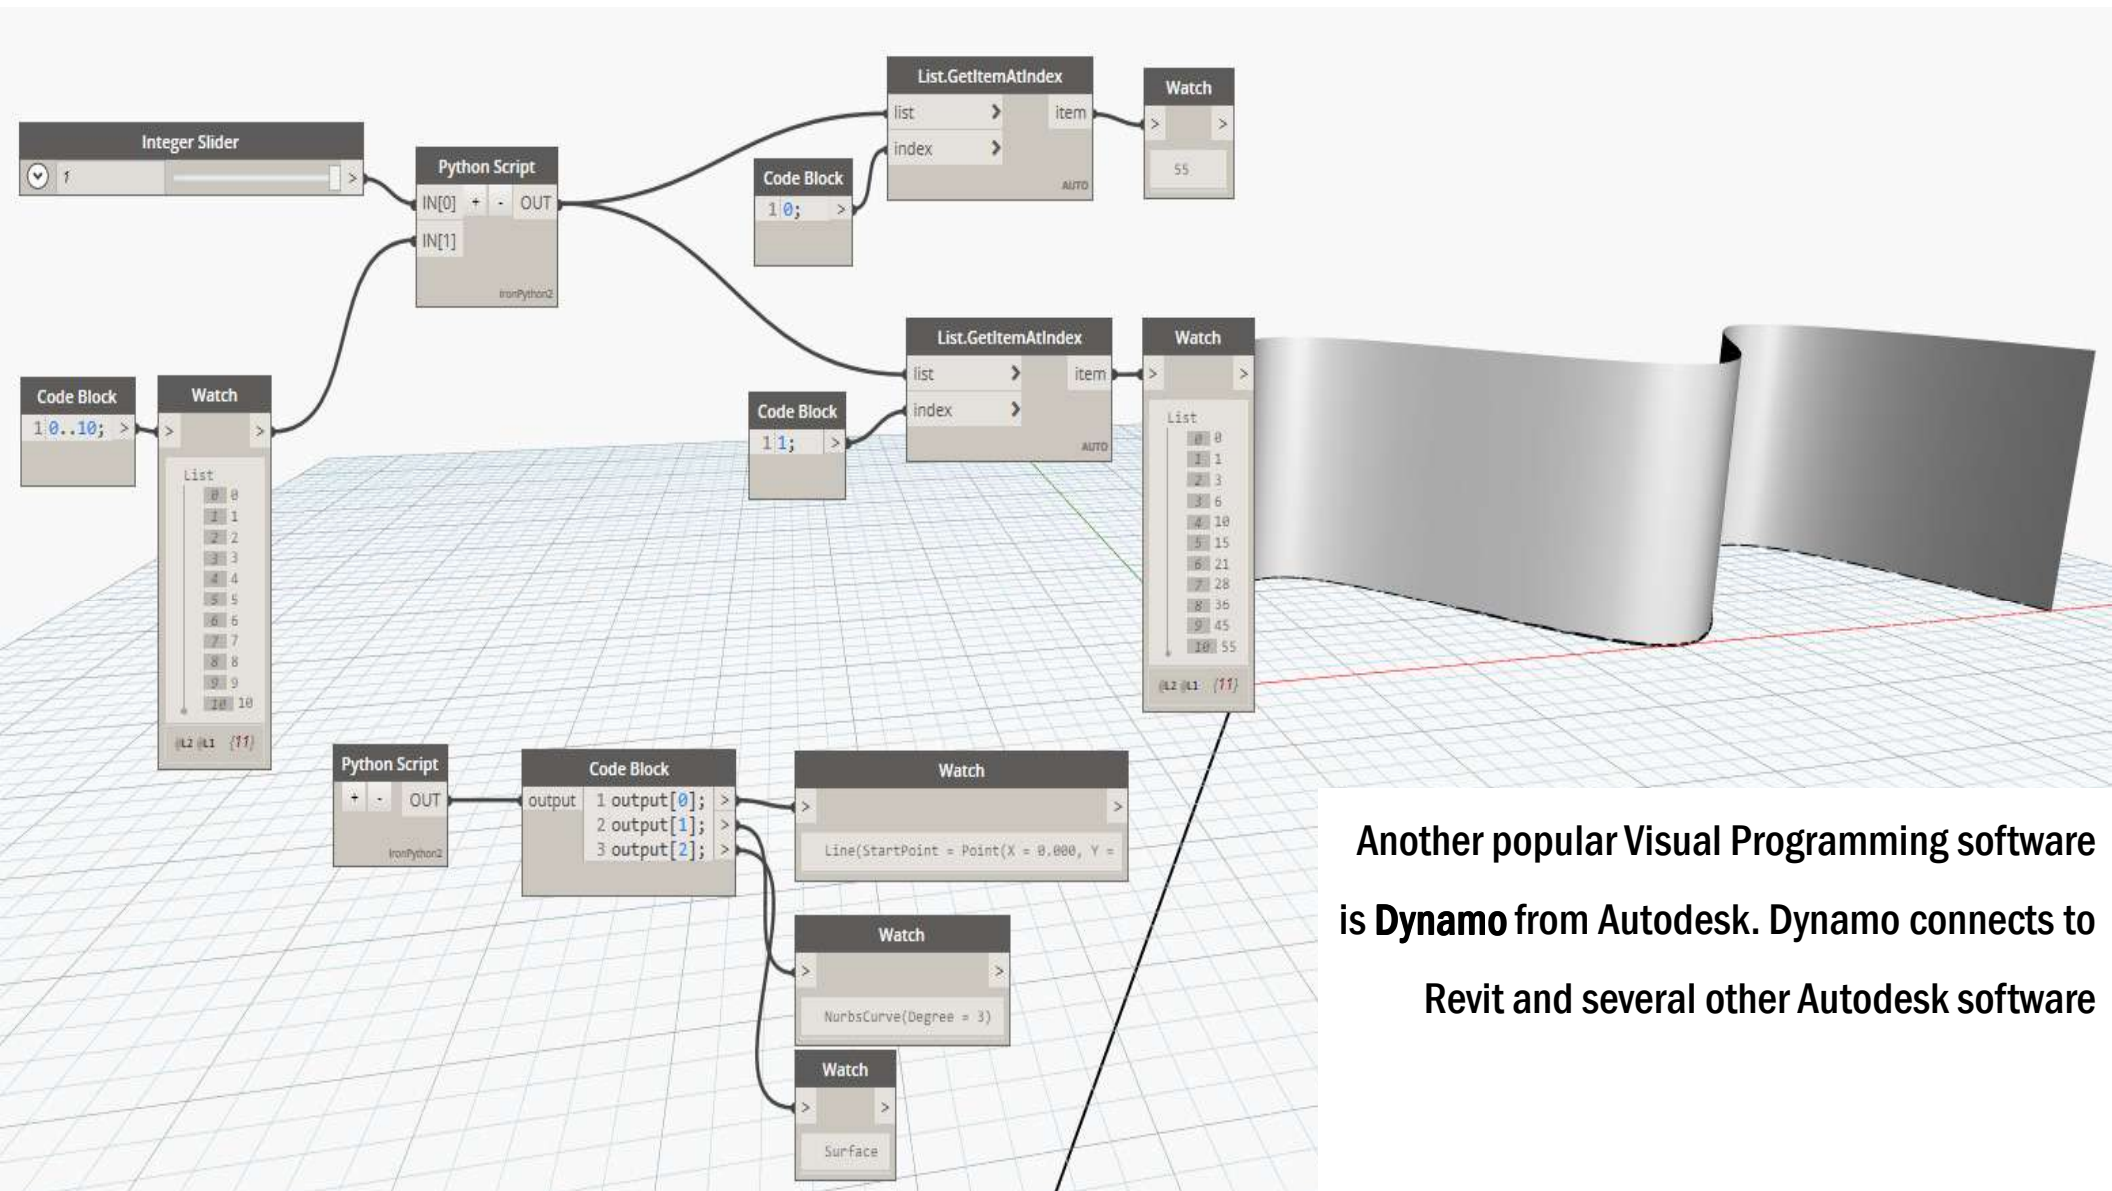 List.GetItemAtIndex
list > item
index >
AUTO
Watch
> >
55
Integer Slider
1 >
Python Script
IN[0] + - OUT
IN[1]
IronPython2
Code Block
1 0; >
List.GetItemAtIndex
list > item
index >
AUTO
Watch
> >
List
0 0
1 1
2 3
3 6
4 10
5 15
6 21
7 28
8 36
9 45
10 55
@L2 @L1 {11}
Code Block
1 1; >
Code Block
1 0..10; >
Watch
> >
List
0 0
1 1
2 2
3 3
4 4
5 5
6 6
7 7
8 8
9 9
10 10
@L2 @L1 {11}
Python Script
+ - OUT
IronPython2
Code Block
output 1 output[0]; >
2 output[1]; >
3 output[2]; >
Watch
> >
Line(StartPoint = Point(X = 0.000, Y =
Watch
> >
NurbsCurve(Degree = 3)
Watch
> >
Surface
Another popular Visual Programming software
is Dynamo from Autodesk. Dynamo connects to
Revit and several other Autodesk software